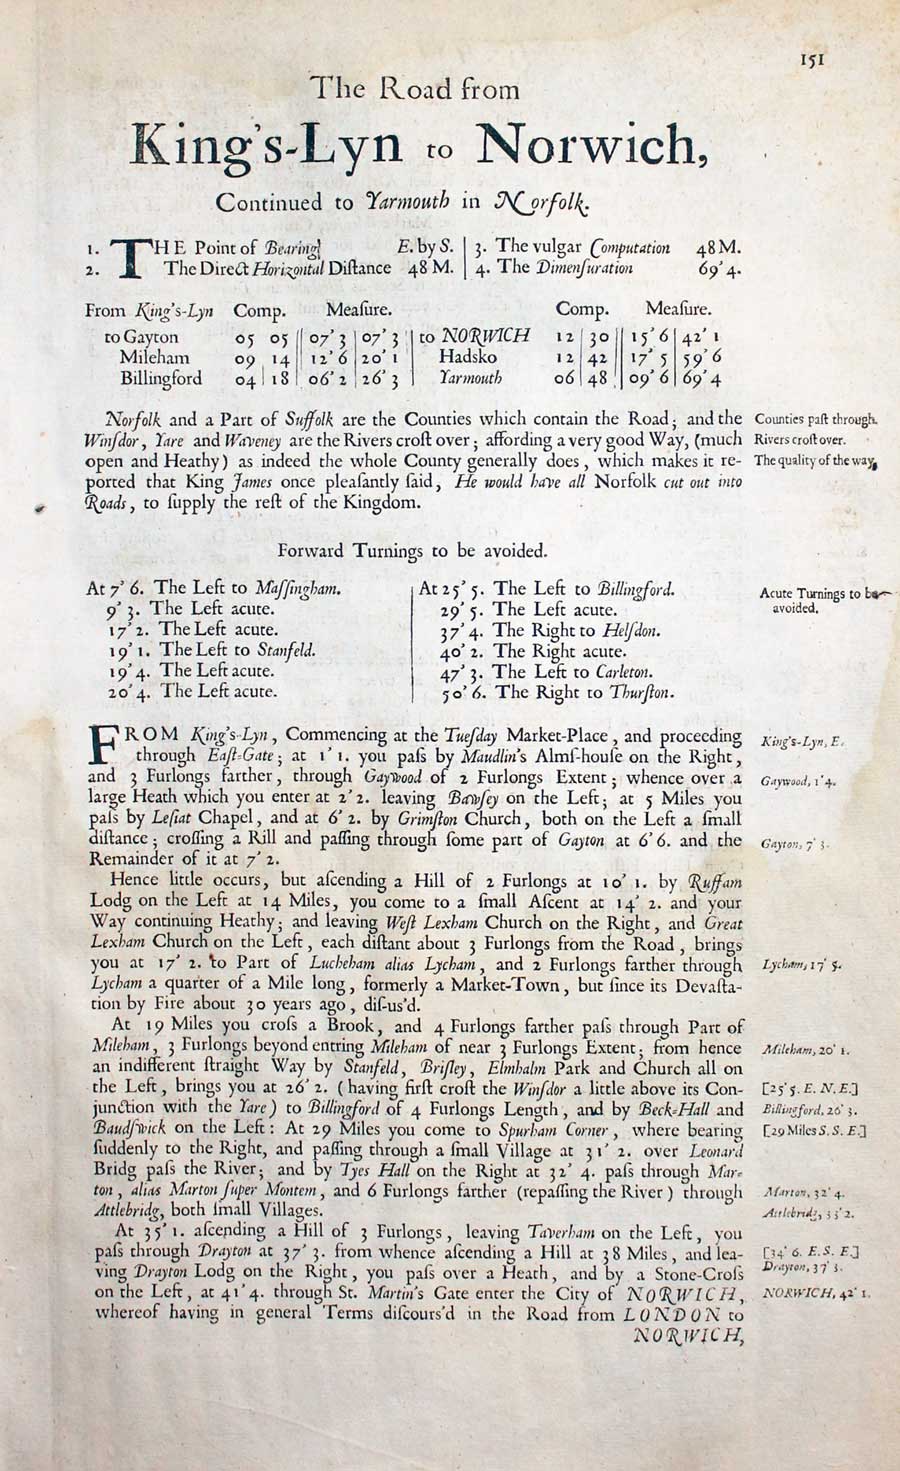 151
The Road from
King's-Lyn to Norwich,
Continued to Yarmouth in Norfolk.
1. THE Point of Bearing E. by S. | 3. The vulgar Computation 48 M.
2. The Direct Horizontal Diſtance 48 M. | 4. The Dimenſuration 69' 4.
From King's-Lyn Comp. Meaſure. Comp. Meaſure.
to Gayton 05 05 07' 3 07' 3 to NORWICH 12 30 15' 6 42' 1
Mileham 09 14 12' 6 20' 1 Hadsko 12 42 17' 5 59' 6
Billingford 04 18 06' 2 26' 3 Yarmouth 06 48 09' 6 69' 4
Norfolk and a Part of Suffolk are the Counties which contain the Road; and the Counties paſt through.
Winſdor, Yare and Waveney are the Rivers croſt over; affording a very good Way, (much Rivers croſt over.
open and Heathy) as indeed the whole County generally does, which makes it re- The quality of the way.
ported that King James once pleaſantly ſaid, He would have all Norfolk cut out into
Roads, to ſupply the reſt of the Kingdom.
Forward Turnings to be avoided.
At 7' 6. The Left to Maſſingham. At 25' 5. The Left to Billingford. Acute Turnings to be
9' 3. The Left acute. 29' 5. The Left acute. avoided.
17' 2. The Left acute. 37' 4. The Right to Helſdon.
19' 1. The Left to Stanfeld. 40' 2. The Right acute.
19' 4. The Left acute. 47' 3. The Left to Carleton.
20' 4. The Left acute. 50' 6. The Right to Thurſton.
FROM King's-Lyn, Commencing at the Tueſday Market-Place, and proceeding King's-Lyn, E.
through Eaſt-Gate; at 1' 1. you paſs by Maudlin's Almſ-houſe on the Right,
and 3 Furlongs farther, through Gaywood of 2 Furlongs Extent; whence over a Gaywood, 1' 4.
large Heath which you enter at 2' 2. leaving Bawſey on the Left; at 5 Miles you
paſs by Leſiat Chapel, and at 6' 2. by Grimſton Church, both on the Left a ſmall
diſtance; croſſing a Rill and paſſing through ſome part of Gayton at 6' 6. and the Gayton, 7' 3.
Remainder of it at 7' 2.
Hence little occurs, but aſcending a Hill of 2 Furlongs at 10' 1. by Ruffam
Lodg on the Left at 14 Miles, you come to a ſmall Aſcent at 14' 2. and your
Way continuing Heathy; and leaving Weſt Lexham Church on the Right, and Great
Lexham Church on the Left, each diſtant about 3 Furlongs from the Road, brings
you at 17' 2. to Part of Lucheham alias Lycham, and 2 Furlongs farther through Lycham, 17' 5.
Lycham a quarter of a Mile long, formerly a Market-Town, but ſince its Devaſta-
tion by Fire about 30 years ago, diſ-us'd.
At 19 Miles you croſs a Brook, and 4 Furlongs farther paſs through Part of
Mileham, 3 Furlongs beyond entring Mileham of near 3 Furlongs Extent; from hence Mileham, 20' 1.
an indifferent ſtraight Way by Stanfeld, Briſley, Elmhalm Park and Church all on
the Left, brings you at 26' 2. (having firſt croſt the Winſdor a little above its Con- [25' 5. E. N. E.]
junction with the Yare) to Billingford of 4 Furlongs Length, and by Beck-Hall and Billingford, 26' 3.
Baudſwick on the Left: At 29 Miles you come to Spurham Corner, where bearing [29 Miles S. S. E.]
ſuddenly to the Right, and paſſing through a ſmall Village at 31' 2. over Leonard
Bridg paſs the River; and by Tyes Hall on the Right at 32' 4. paſs through Mar-
ton, alias Marton ſuper Montem, and 6 Furlongs farther (repaſſing the River) through Marton, 32' 4.
Attlebridg, both ſmall Villages. Attlebridg, 33' 2.
At 35' 1. aſcending a Hill of 3 Furlongs, leaving Taverham on the Left, you
paſs through Drayton at 37' 3. from whence aſcending a Hill at 38 Miles, and lea- [34' 6. E. S. E.]
ving Drayton Lodg on the Right, you paſs over a Heath, and by a Stone-Croſs Drayton, 37' 3.
on the Left, at 41' 4. through St. Martin's Gate enter the City of NORWICH, NORWICH, 42' 1.
whereof having in general Terms diſcours'd in the Road from LONDON to
NORWICH,